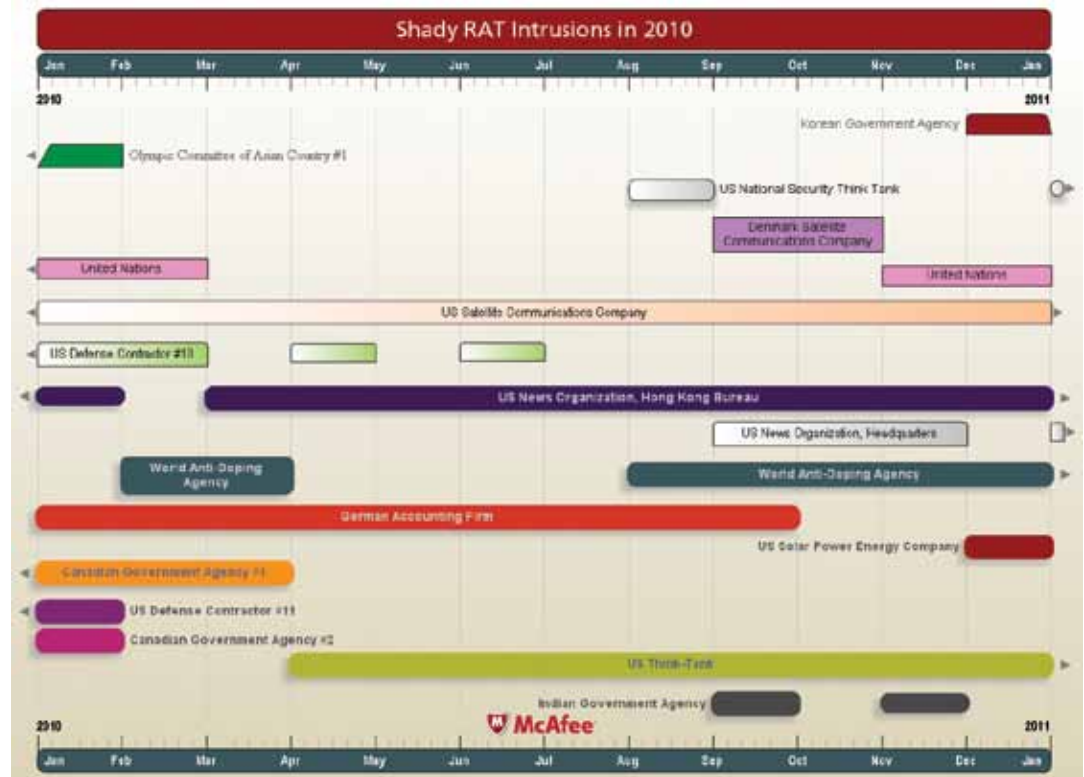 Shady RAT Intrusions in 2010
Jan Feb Mar Apr May Jun Jul Aug Sep Oct Nov Dec Jan
2010 2011
Korean Government Agency
Olympic Committee of Asian Country #1
US National Security Think Tank
Denmark Satellite
Communications Company
United Nations
United Nations
US Satellite Communications Company
US Defense Contractor #10
US News Organization, Hong Kong Bureau
US News Organization, Headquarters
World Anti-Doping
Agency
World Anti-Doping Agency
German Accounting Firm
US Solar Power Energy Company
Canadian Government Agency #1
US Defense Contractor #11
Canadian Government Agency #2
US Think-Tank
Indian Government Agency
McAfee
2010 2011
Jan Feb Mar Apr May Jun Jul Aug Sep Oct Nov Dec Jan